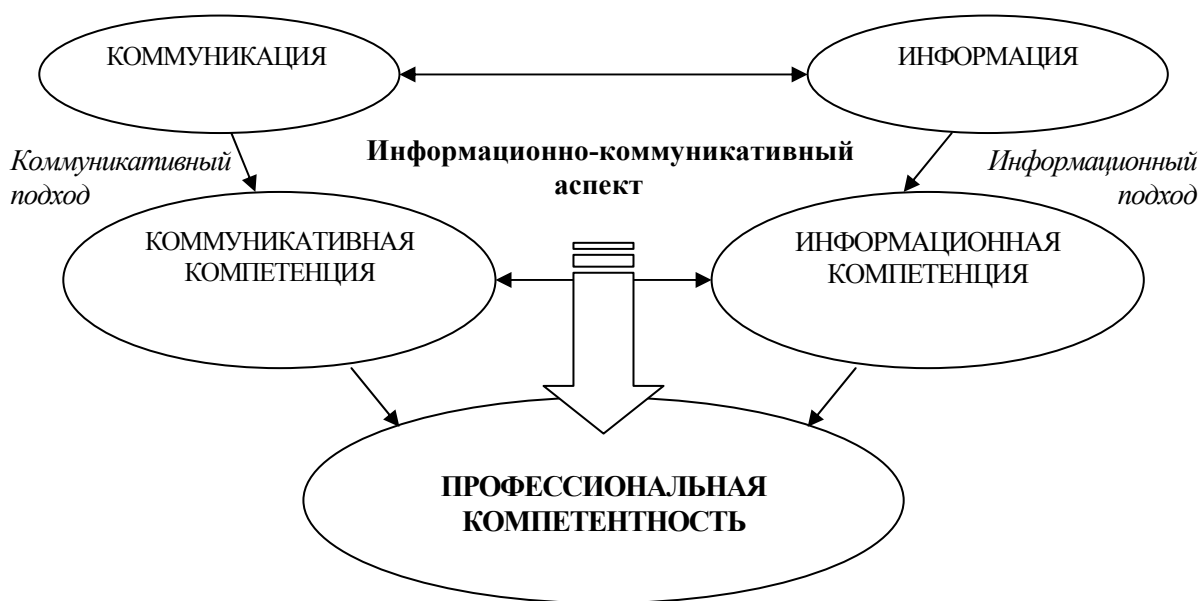 КОММУНИКАЦИЯ
ИНФОРМАЦИЯ
Коммуникативный
подход
Информационно-коммуникативный
аспект
Информационный
подход
КОММУНИКАТИВНАЯ
КОМПЕТЕНЦИЯ
ИНФОРМАЦИОННАЯ
КОМПЕТЕНЦИЯ
ПРОФЕССИОНАЛЬНАЯ
КОМПЕТЕНТНОСТЬ